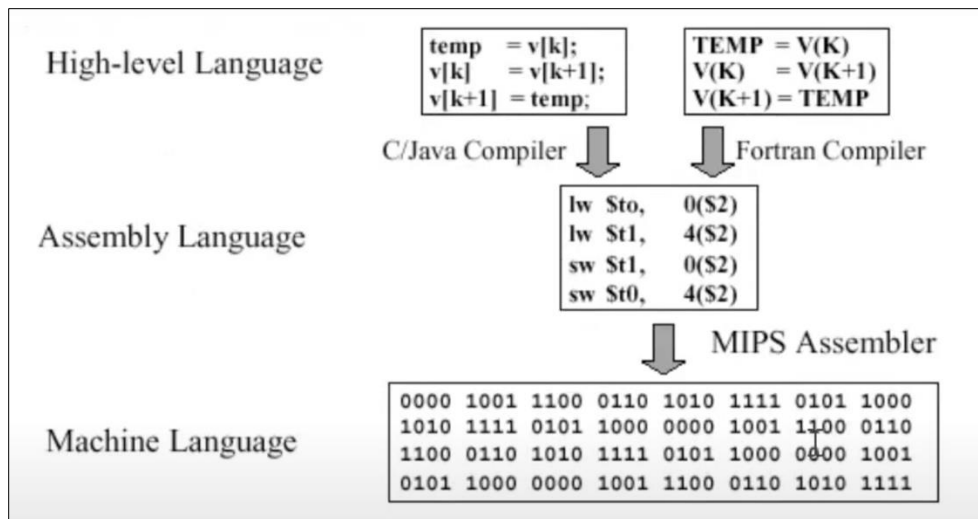 High-level Language
temp = v[k];
v[k] = v[k+1];
v[k+1] = temp;
TEMP = V(K)
V(K) = V(K+1)
V(K+1) = TEMP
C/Java Compiler
Fortran Compiler
Assembly Language
lw $to, 0($2)
lw $t1, 4($2)
sw $t1, 0($2)
sw $t0, 4($2)
MIPS Assembler
Machine Language
0000 1001 1100 0110 1010 1111 0101 1000
1010 1111 0101 1000 0000 1001 1100 0110
1100 0110 1010 1111 0101 1000 0000 1001
0101 1000 0000 1001 1100 0110 1010 1111